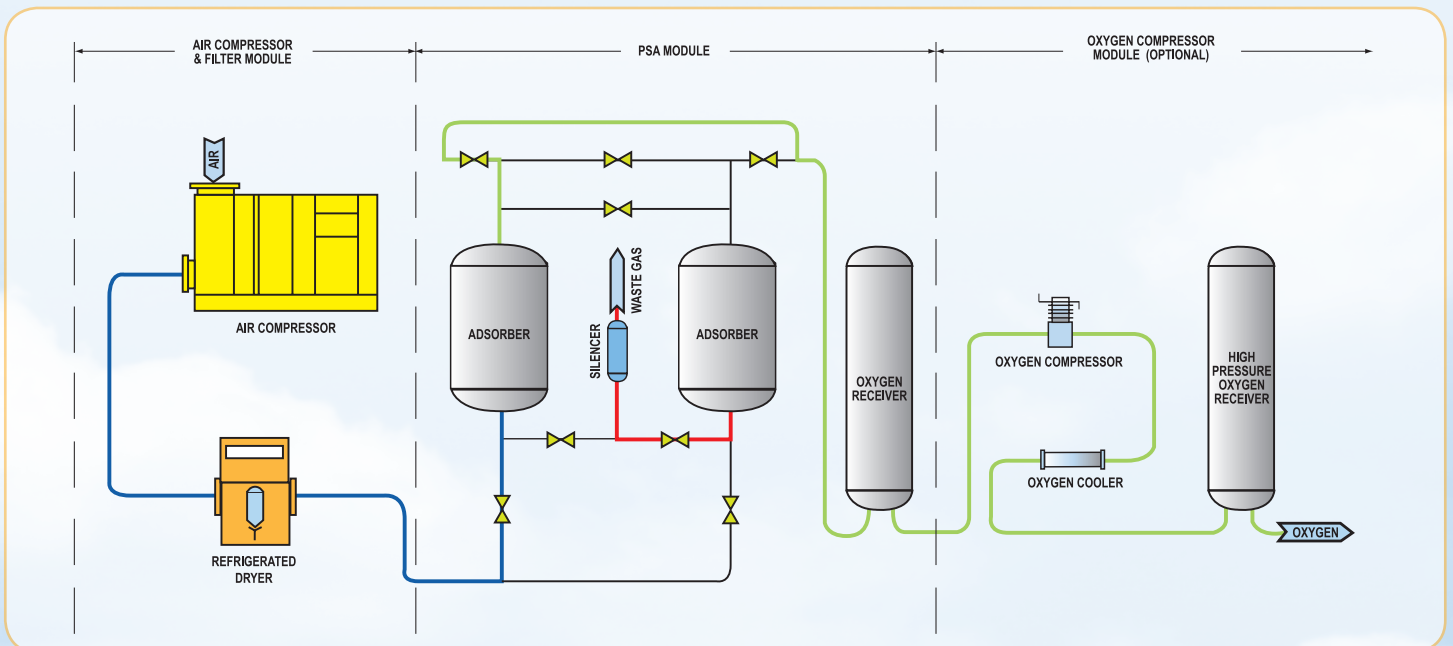 AIR COMPRESSOR
& FILTER MODULE
PSA MODULE
OXYGEN COMPRESSOR
MODULE (OPTIONAL)
AIR
AIR COMPRESSOR
REFRIGERATED
DRYER
ADSORBER
SILENCER
WASTE GAS
ADSORBER
OXYGEN
RECEIVER
OXYGEN COMPRESSOR
OXYGEN COOLER
HIGH
PRESSURE
OXYGEN
RECEIVER
OXYGEN